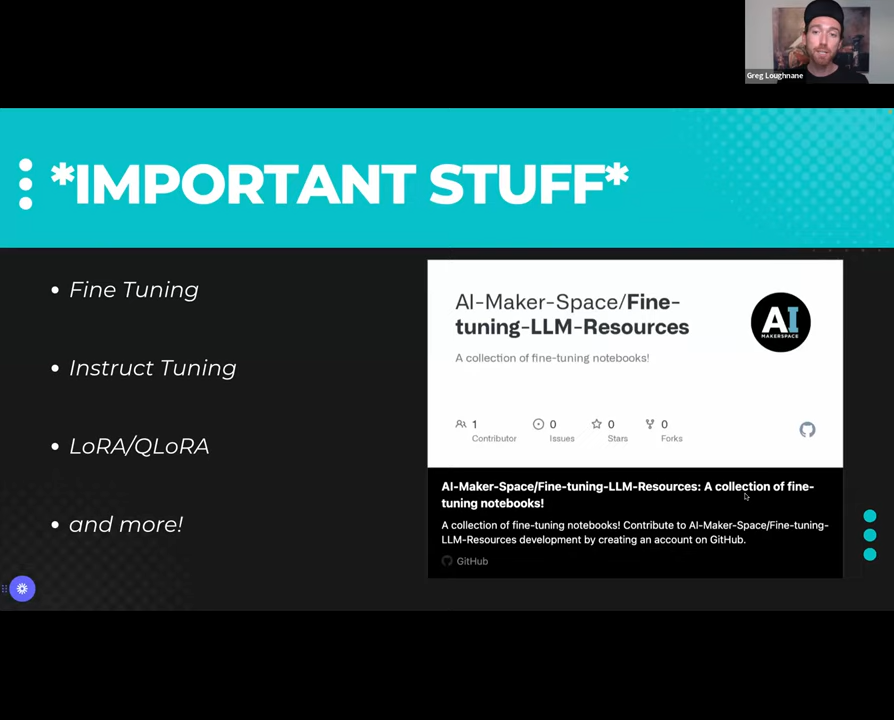 Greg Loughnane
*IMPORTANT STUFF*
• Fine Tuning
• Instruct Tuning
• LoRA/QLoRA
• and more!
AI-Maker-Space/Fine-
tuning-LLM-Resources
A collection of fine-tuning notebooks!
AI
MAKERSPACE
1
Contributor
0
Issues
0
Stars
0
Forks
AI-Maker-Space/Fine-tuning-LLM-Resources: A collection of fine-
tuning notebooks!
A collection of fine-tuning notebooks! Contribute to AI-Maker-Space/Fine-tuning-
LLM-Resources development by creating an account on GitHub.
GitHub